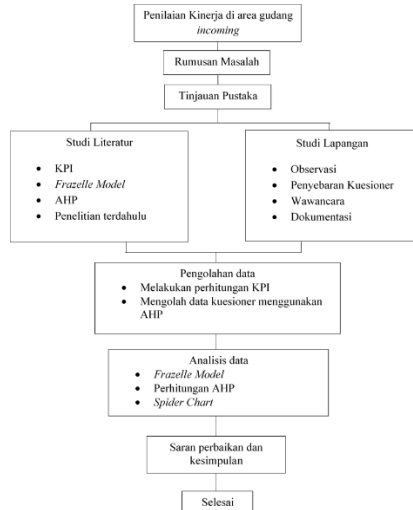 Penilaian Kinerja di area gudang
incoming
Rumusan Masalah
Tinjauan Pustaka
Studi Literatur
• KPI
• Frazelle Model
• AHP
• Penelitian terdahulu
Studi Lapangan
• Observasi
• Penyebaran Kuesioner
• Wawancara
• Dokumentasi
Pengolahan data
• Melakukan perhitungan KPI
• Mengolah data kuesioner menggunakan
AHP
Analisis data
• Frazelle Model
• Perhitungan AHP
• Spider Chart
Saran perbaikan dan
kesimpulan
Selesai